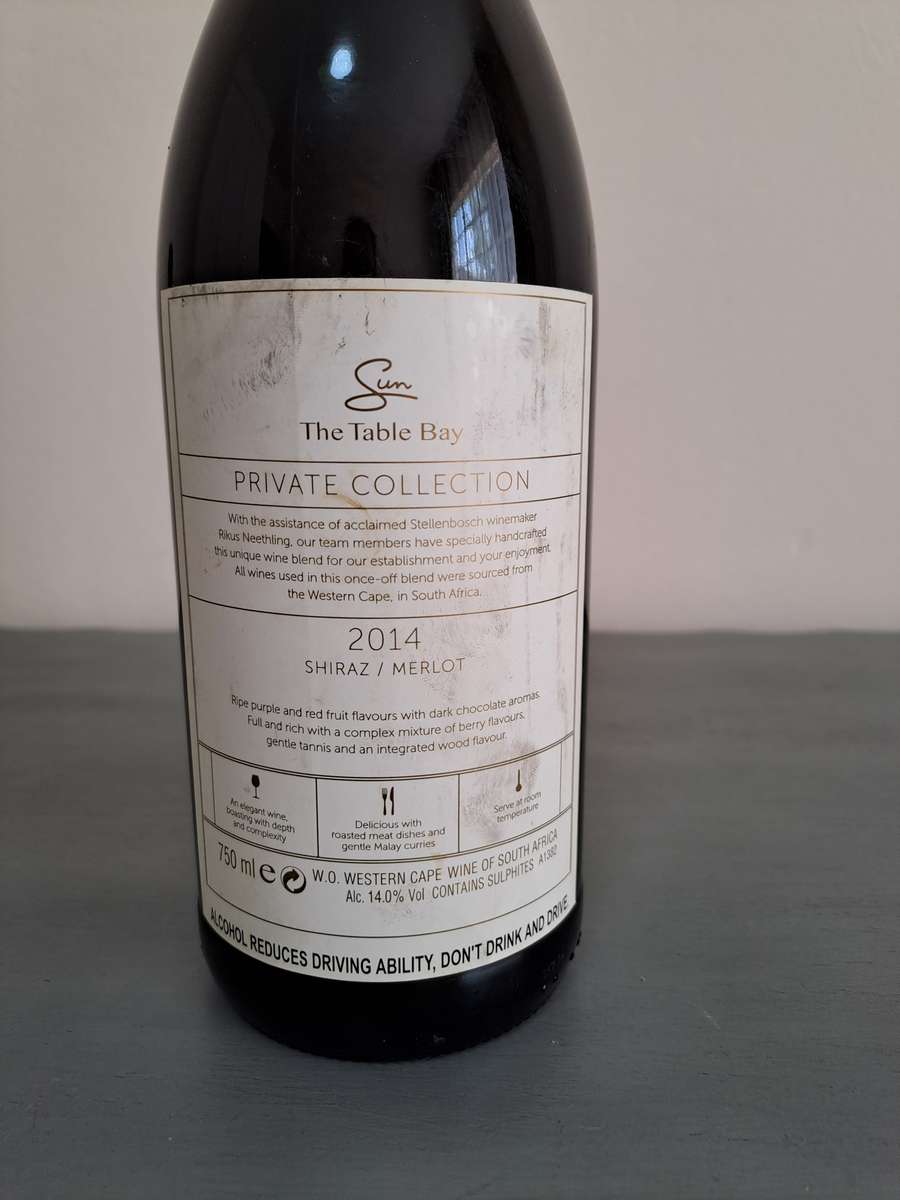 Sun
The Table Bay
PRIVATE COLLECTION
With the assistance of acclaimed Stellenbosch winemaker
Rikus Neethling, our team members have specially handcrafted
this unique wine blend for our establishment and your enjoyment.
All wines used in this once-off blend were sourced from
the Western Cape, in South Africa.
2014
SHIRAZ / MERLOT
Ripe purple and red fruit flavours with dark chocolate aromas.
Full and rich with a complex mixture of berry flavours,
gentle tannis and an integrated wood flavour.
An elegant wine,
boasting with depth
and complexity
Delicious with
roasted meat dishes and
gentle Malay curries
Serve at room
temperature
750 ml e W.O. WESTERN CAPE WINE OF SOUTH AFRICA
Alc. 14.0% Vol CONTAINS SULPHITES A1382
ALCOHOL REDUCES DRIVING ABILITY, DON'T DRINK AND DRIVE.